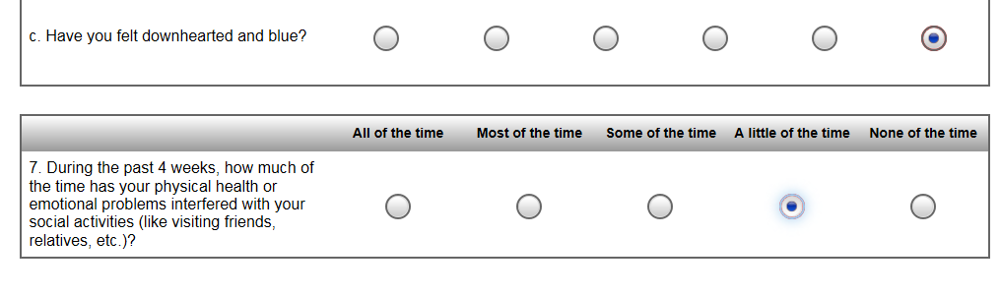 c. Have you felt downhearted and blue?
All of the time Most of the time Some of the time A little of the time None of the time
7. During the past 4 weeks, how much of
the time has your physical health or
emotional problems interfered with your
social activities (like visiting friends,
relatives, etc.)?